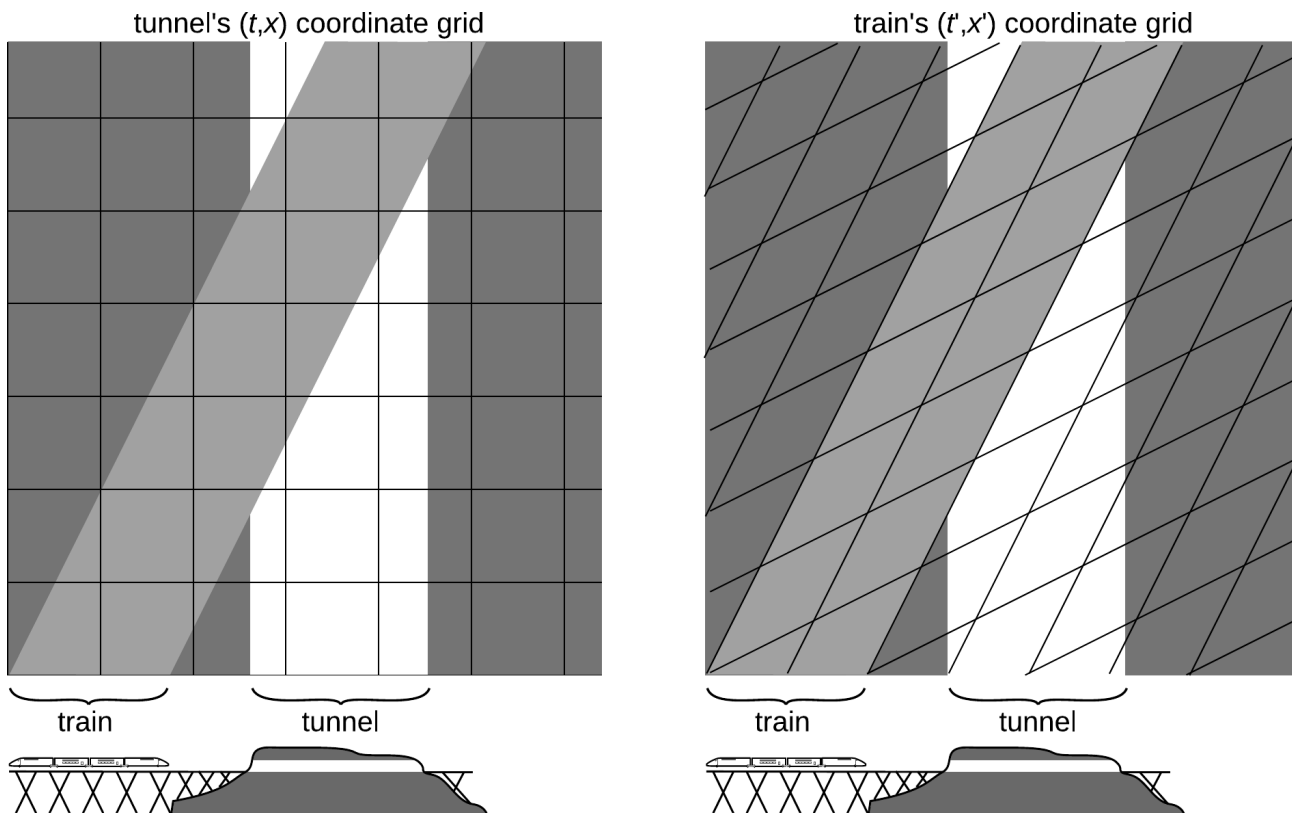 tunnel's (t,x) coordinate grid
train's (t',x') coordinate grid
train
tunnel
train
tunnel